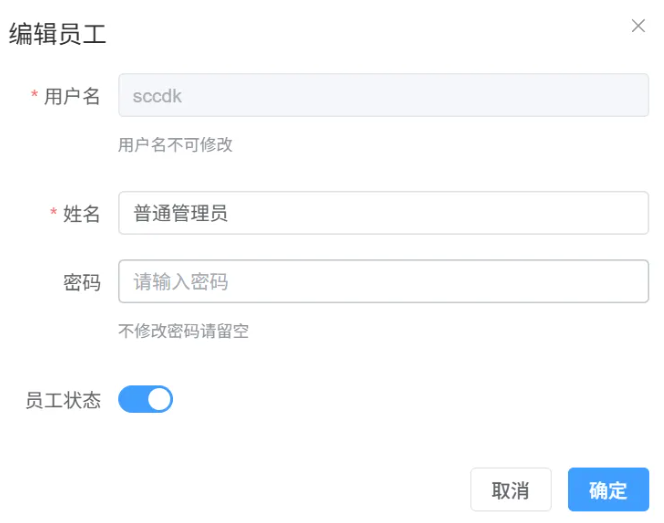 编辑员工
* 用户名
sccdk
用户名不可修改
* 姓名
普通管理员
密码
请输入密码
不修改密码请留空
员工状态
取消
确定